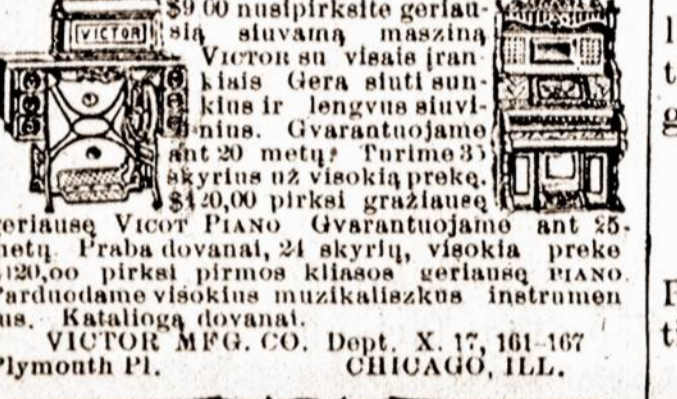 $9 00 nusipirksite geriau-
VICTOR
sią siuvamą masziną
VICTOR su visais įran-
kiais Gera siuti sun-
kius ir lengvus siuvi-
nius. Gvarantuojame
ant 20 metų. Turime 35
skyrius už visokią prekę.
$120,00 pirksi gražiausę
geriausę VICOT PIANO Gvarantuojame ant 25-
metų. Praba dovanai, 24 skyrių, visokia preke
$120,00 pirksi pirmos kliasos geriausę PIANO.
Parduodame visokius muzikaliszkus instrumen
tus. Katalogą dovanai.
VICTOR MFG. CO. Dept. X. 17, 161-167
Plymouth Pl. CHICAGO, ILL.